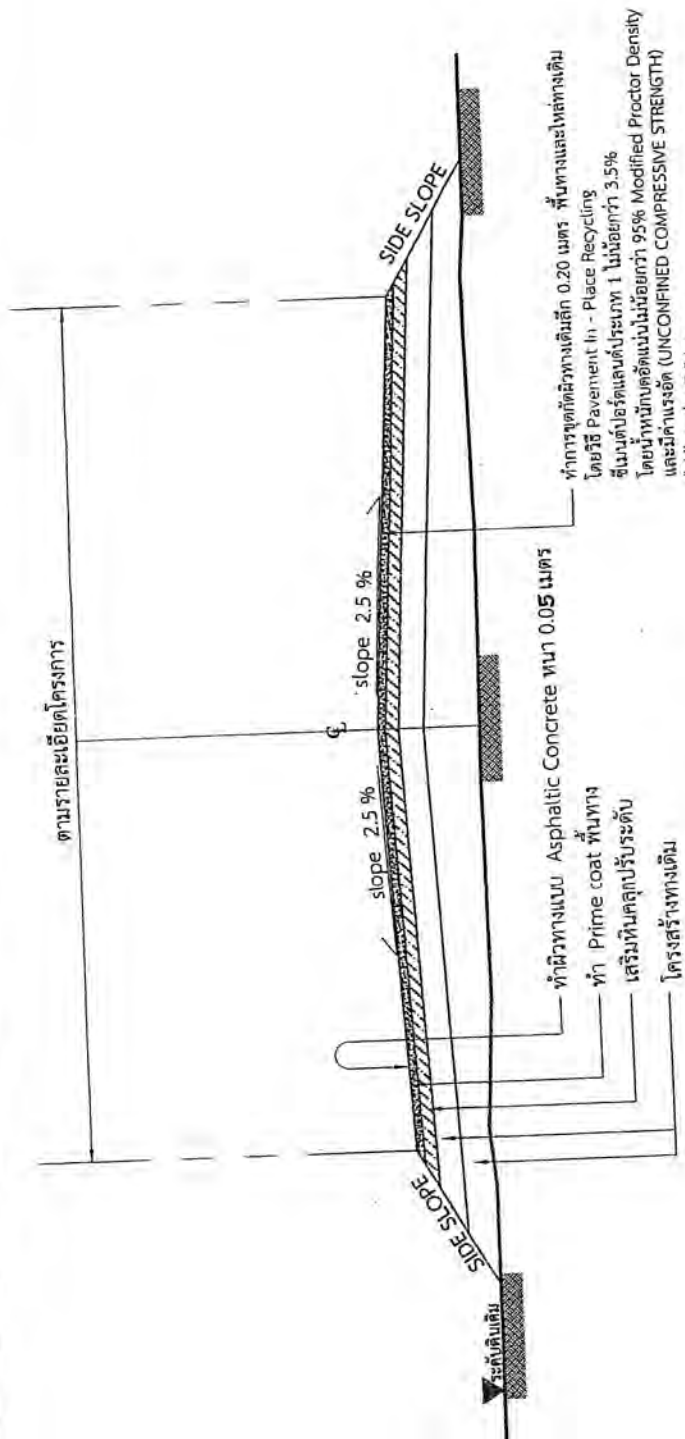 ตามรายละเอียดโครงการ
℄
slope 2.5 %
slope 2.5 %
SIDE SLOPE
SIDE SLOPE
ระดับดินเดิม
ทำผิวทางแบบ Asphaltic Concrete หนา 0.05 เมตร
ทำ Prime coat พื้นทาง
เสริมหินคลุกปรับระดับ
โครงสร้างทางเดิม
ทำการขุดกัดผิวทางเดิมลึก 0.20 เมตร พื้นทางและไหล่ทางเดิม
โดยวิธี Pavement In - Place Recycling
ซีเมนต์ปอร์ตแลนด์ประเภท 1 ไม่น้อยกว่า 3.5%
โดยน้ำหนักบดอัดแน่นไม่น้อยกว่า 95% Modified Proctor Density
และมีค่าแรงอัด (UNCONFINED COMPRESSIVE STRENGTH)